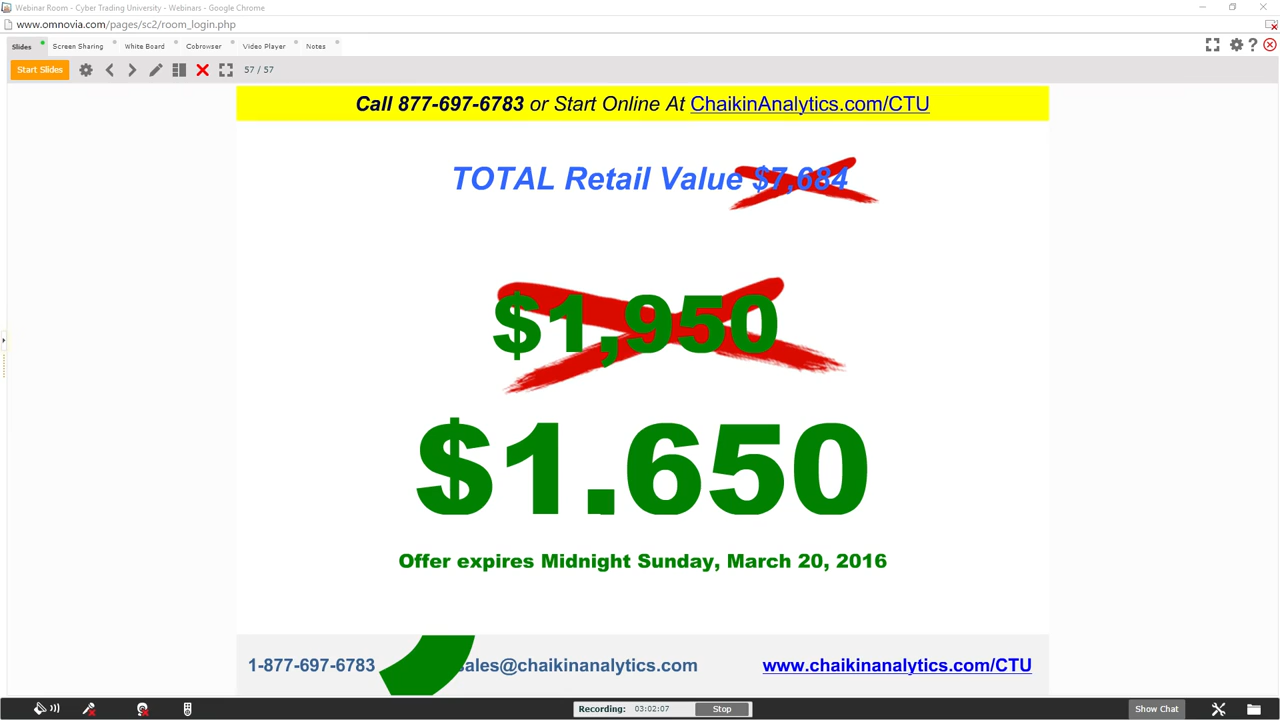 Webinar Room - Cyber Trading University - Webinars - Google Chrome
www.omnovia.com/pages/sc2/room_login.php
Slides Screen Sharing White Board Cobrowser Video Player Notes
Start Slides 57 / 57
Call 877-697-6783 or Start Online At ChaikinAnalytics.com/CTU
TOTAL Retail Value $7,684
$1,950
$1.650
Offer expires Midnight Sunday, March 20, 2016
1-877-697-6783 sales@chaikinanalytics.com www.chaikinanalytics.com/CTU
Recording: 03:02:07 Stop Show Chat